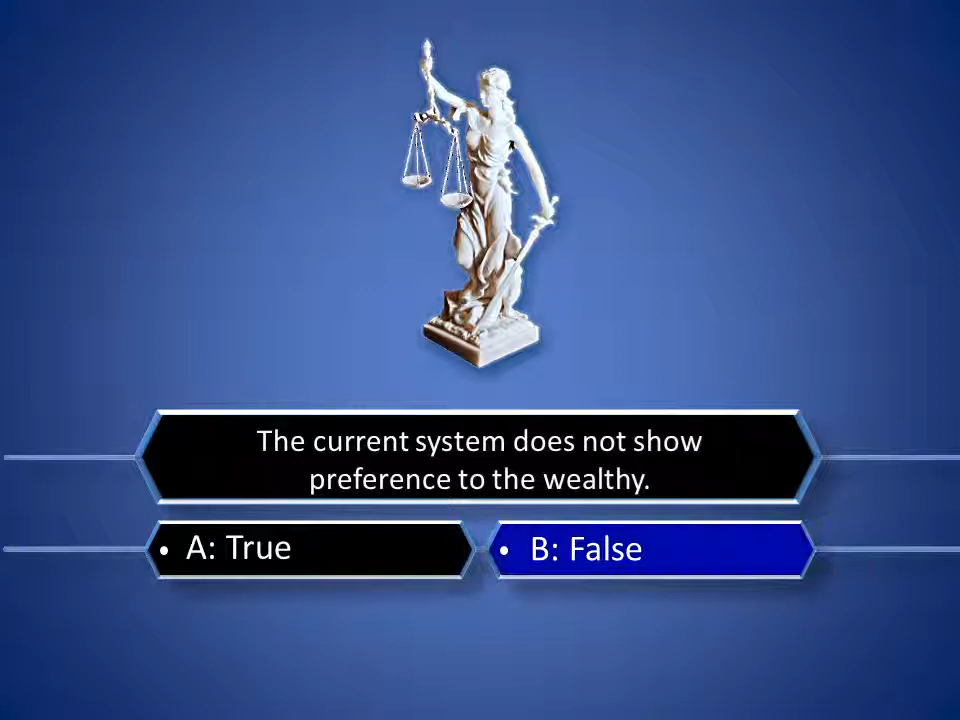 The current system does not show
preference to the wealthy.
• A: True
• B: False